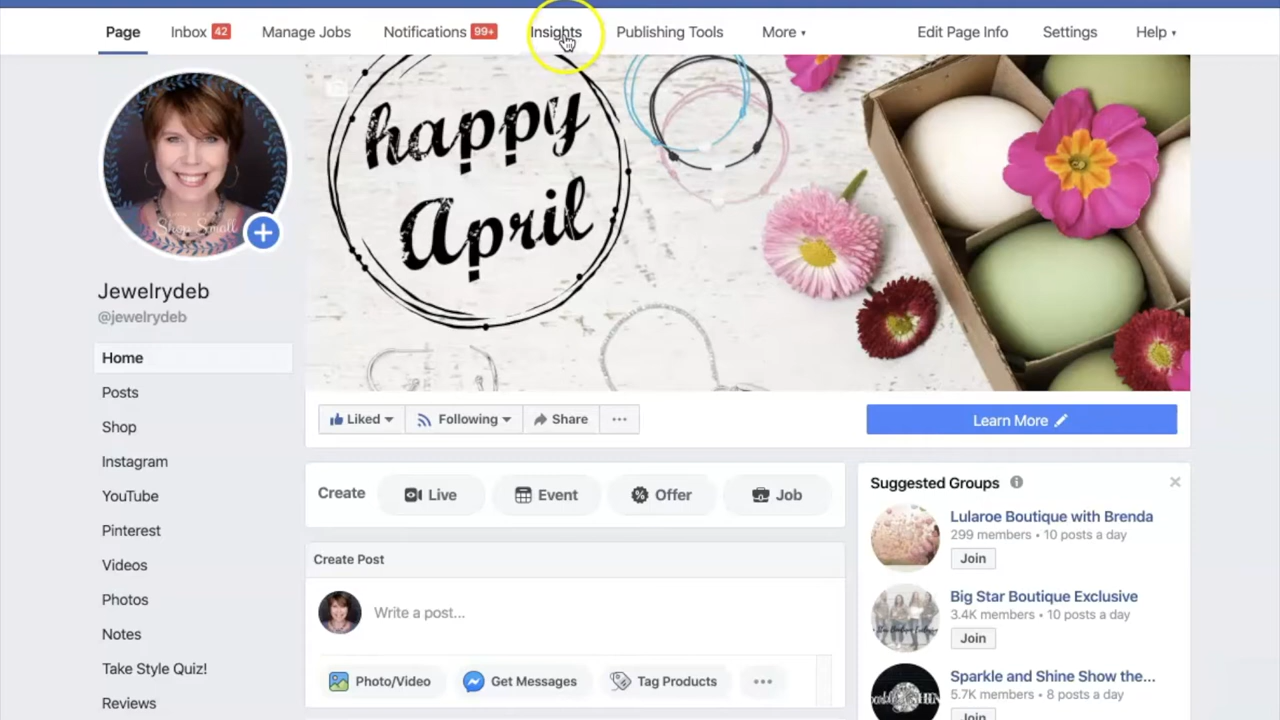 Page Inbox 42 Manage Jobs Notifications 99+ Insights Publishing Tools More Edit Page Info Settings Help
happy
April
Shop Small
Jewelrydeb
@jewelrydeb
Home
Posts
Shop
Instagram
YouTube
Pinterest
Videos
Photos
Notes
Take Style Quiz!
Reviews
Liked Following Share ... Learn More
Create Live Event Offer Job
Create Post
Write a post...
Photo/Video Get Messages Tag Products ...
Suggested Groups
Lularoe Boutique with Brenda
299 members • 10 posts a day
Join
Big Star Boutique Exclusive
3.4K members • 10 posts a day
Join
Sparkle and Shine Show the...
5.7K members • 8 posts a day
Join